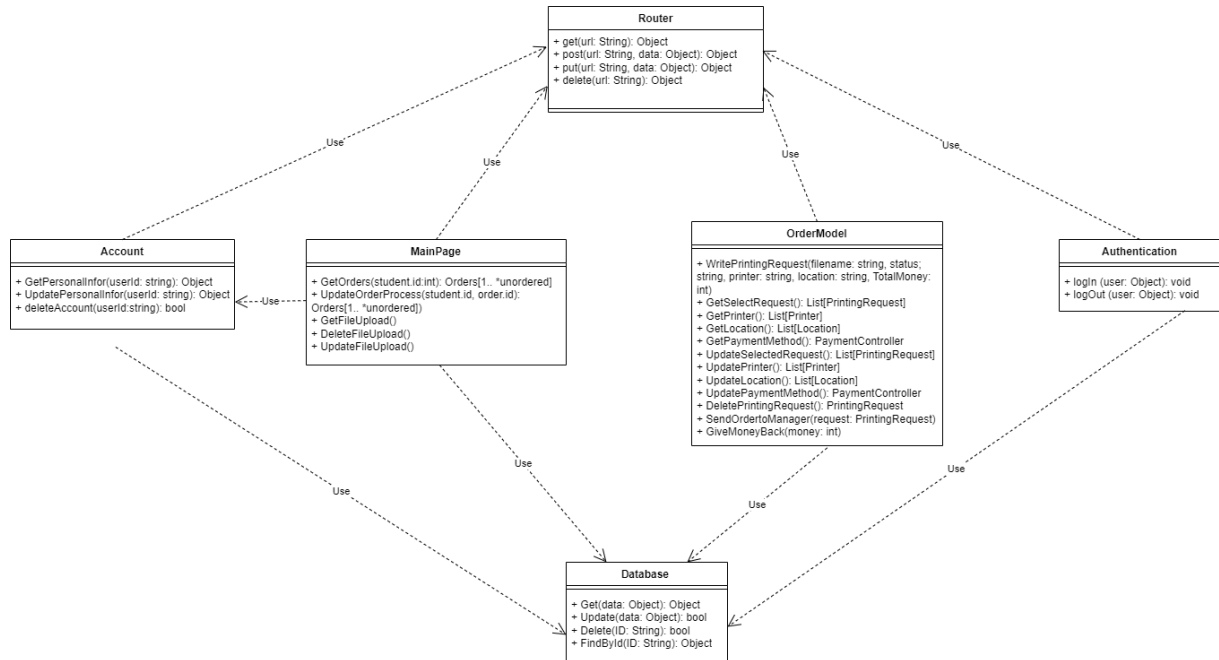 Router
+ get(url: String): Object
+ post(url: String, data: Object): Object
+ put(url: String, data: Object): Object
+ delete(url: String): Object
Use
Use
Use
Use
Account
+ GetPersonalInfor(userId: string): Object
+ UpdatePersonalInfor(userId: string): Object
+ deleteAccount(userId:string): bool
Use
MainPage
+ GetOrders(student.id:int): Orders[1.. *unordered]
+ UpdateOrderProcess(student.id, order.id):
Orders[1.. *unordered])
+ GetFileUpload()
+ DeleteFileUpload()
+ UpdateFileUpload()
OrderModel
+ WritePrintingRequest(filename: string, status;
string, printer: string, location: string, TotalMoney:
int)
+ GetSelectRequest(): List[PrintingRequest]
+ GetPrinter(): List[Printer]
+ GetLocation(): List[Location]
+ GetPaymentMethod(): PaymentController
+ UpdateSelectedRequest(): List[PrintingRequest]
+ UpdatePrinter(): List[Printer]
+ UpdateLocation(): List[Location]
+ UpdatePaymentMethod(): PaymentController
+ DeletePrintingRequest(): PrintingRequest
+ SendOrdertoManager(request: PrintingRequest)
+ GiveMoneyBack(money: int)
Authentication
+ logIn (user: Object): void
+ logOut (user: Object): void
Use
Use
Use
Use
Database
+ Get(data: Object): Object
+ Update(data: Object): bool
+ Delete(ID: String): bool
+ FindById(ID: String): Object